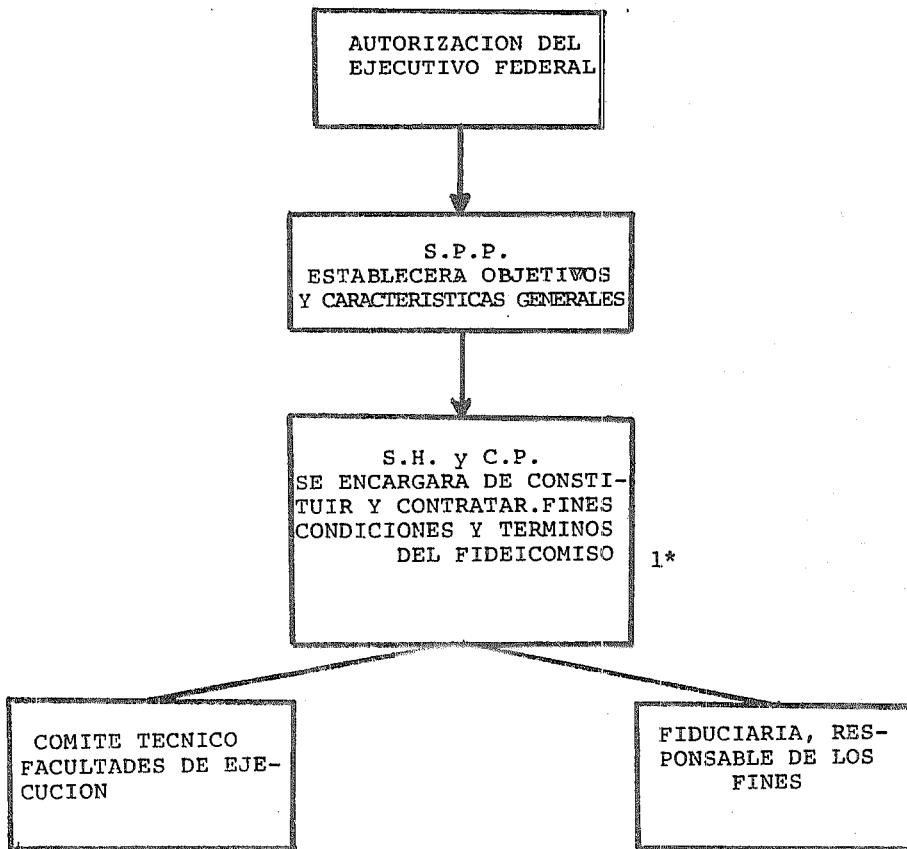 AUTORIZACION DEL
EJECUTIVO FEDERAL
S.P.P.
ESTABLECERA OBJETIVOS
Y CARACTERISTICAS GENERALES
S.H. y C.P.
SE ENCARGARA DE CONSTI-
TUIR Y CONTRATAR.FINES
CONDICIONES Y TERMINOS
DEL FIDEICOMISO
1*
COMITE TECNICO
FACULTADES DE EJE-
CUCION
FIDUCIARIA, RES-
PONSABLE DE LOS
FINES